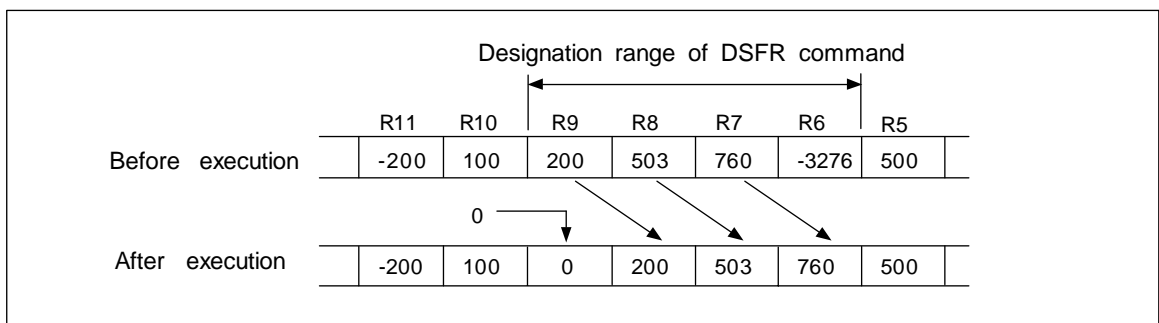 Designation range of DSFR command
R11 R10 R9 R8 R7 R6 R5
Before execution -200 100 200 503 760 -3276 500
0
After execution -200 100 0 200 503 760 500